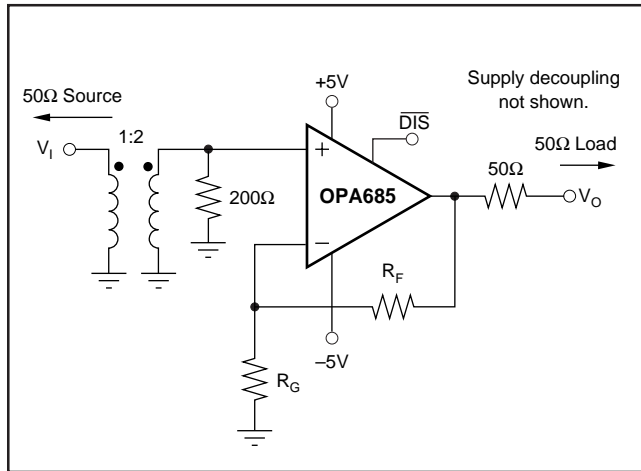 50Ω Source
1:2
V_I
+5V
DIS
Supply decoupling
not shown.
50Ω Load
+
OPA685
–
200Ω
50Ω
V_O
R_F
–5V
R_G